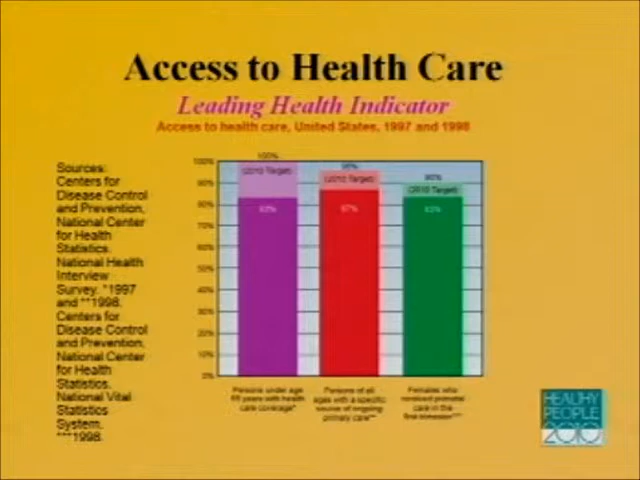 Access to Health Care
Leading Health Indicator
Access to health care, United States, 1997 and 1998
Sources:
Centers for
Disease Control
and Prevention,
National Center
for Health
Statistics.
National Health
Interview
Survey. *1997
and **1998.
Centers for
Disease Control
and Prevention,
National Center
for Health
Statistics.
National Vital
Statistics
System,
***1998.
100%
90%
80%
70%
60%
50%
40%
30%
20%
10%
0%
100%
(2010 Target)
83%
96%
(2010 Target)
87%
90%
(2010 Target)
83%
Persons under age
65 years with health
care coverage*
Persons of all
ages with a specific
source of ongoing
primary care**
Females who
received prenatal
care in the
first trimester***
HEALTHY
PEOPLE
2010